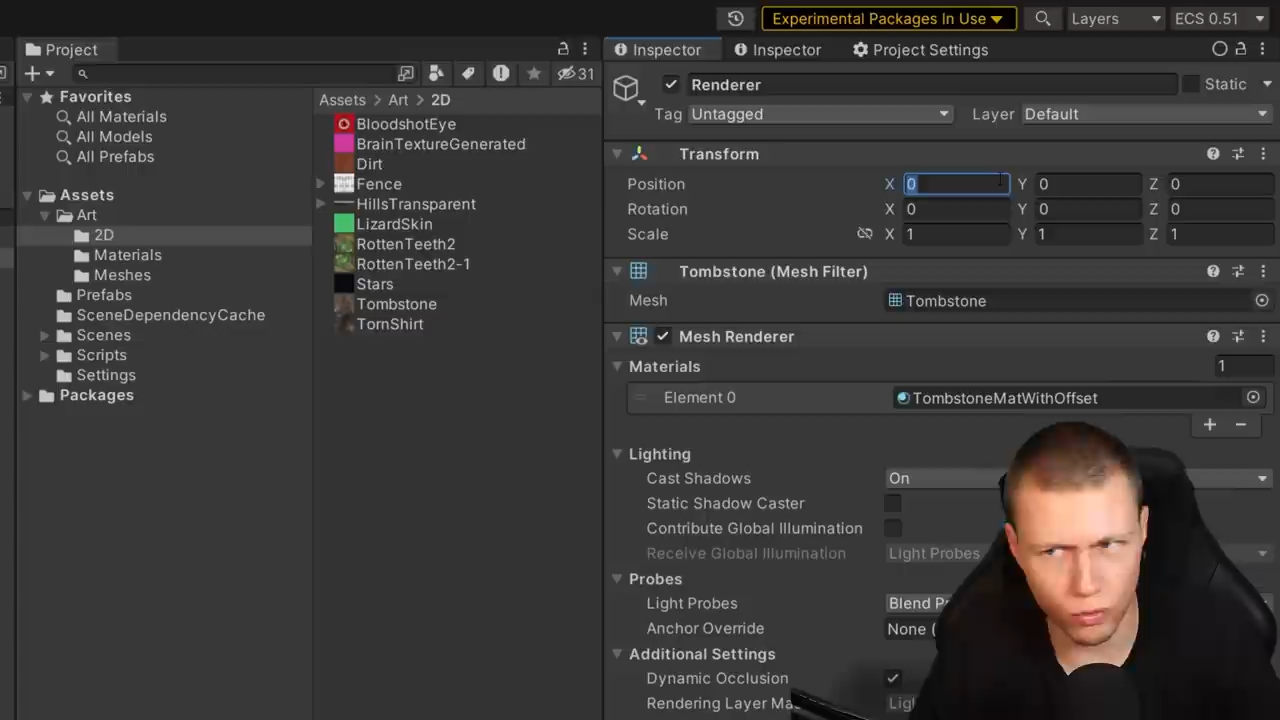 Experimental Packages In Use
Layers
ECS 0.51
Project
31
Favorites
All Materials
All Models
All Prefabs
Assets
Art
2D
Materials
Meshes
Prefabs
SceneDependencyCache
Scenes
Scripts
Settings
Packages
Assets > Art > 2D
BloodshotEye
BrainTextureGenerated
Dirt
Fence
HillsTransparent
LizardSkin
RottenTeeth2
RottenTeeth2-1
Stars
Tombstone
TornShirt
Inspector
Inspector
Project Settings
Renderer
Static
Tag Untagged
Layer Default
Transform
Position X 0 Y 0 Z 0
Rotation X 0 Y 0 Z 0
Scale X 1 Y 1 Z 1
Tombstone (Mesh Filter)
Mesh Tombstone
Mesh Renderer
Materials 1
Element 0 TombstoneMatWithOffset
Lighting
Cast Shadows On
Static Shadow Caster
Contribute Global Illumination
Receive Global Illumination Light Probes
Probes
Light Probes Blend
Anchor Override None
Additional Settings
Dynamic Occlusion
Rendering Layer